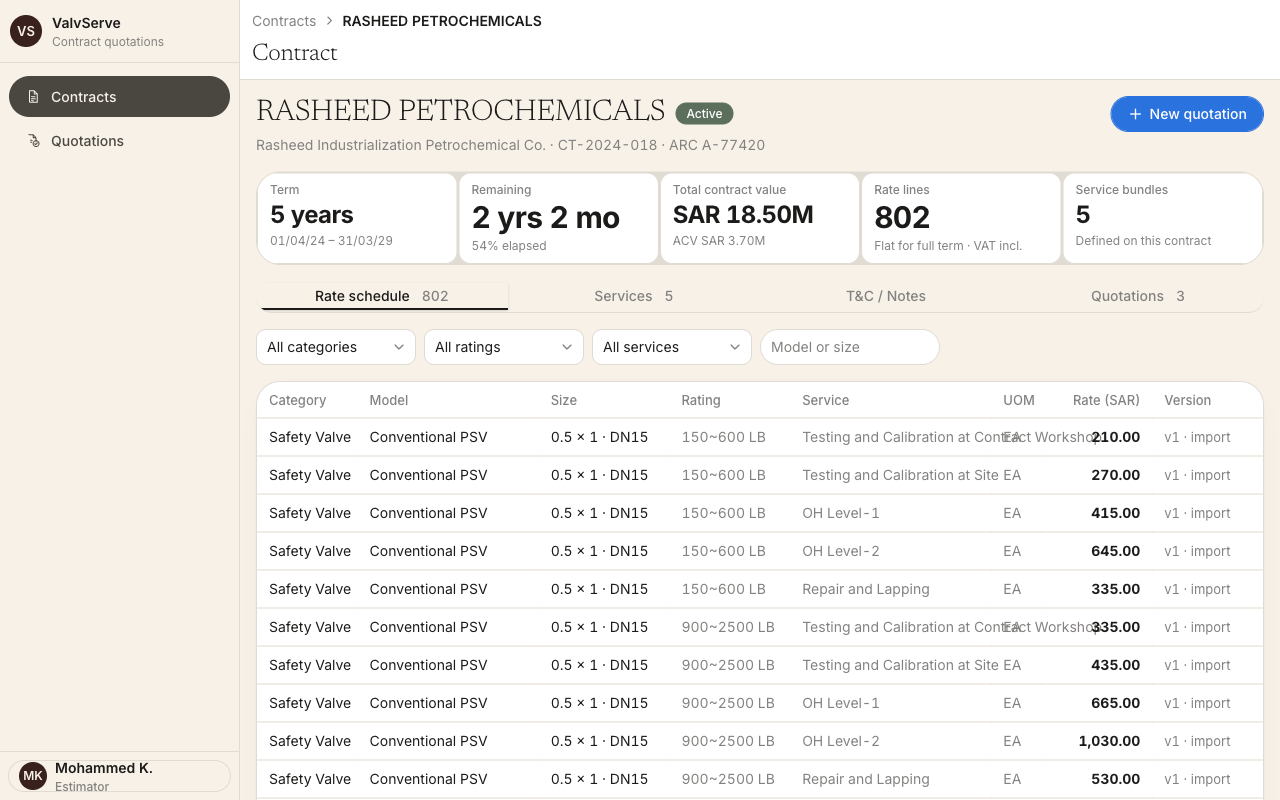 VS
ValvServe
Contract quotations
Contracts
Quotations
MK
Mohammed K.
Estimator
Contracts > RASHEED PETROCHEMICALS
Contract
RASHEED PETROCHEMICALS Active
+ New quotation
Rasheed Industrialization Petrochemical Co. · CT-2024-018 · ARC A-77420
Term
5 years
01/04/24 – 31/03/29
Remaining
2 yrs 2 mo
54% elapsed
Total contract value
SAR 18.50M
ACV SAR 3.70M
Rate lines
802
Flat for full term · VAT incl.
Service bundles
5
Defined on this contract
Rate schedule 802 Services 5 T&C / Notes Quotations 3
All categories All ratings All services Model or size
Category Model Size Rating Service UOM Rate (SAR) Version
Safety Valve Conventional PSV 0.5 × 1 · DN15 150~600 LB Testing and Calibration at Contract Workshop EA 210.00 v1 · import
Safety Valve Conventional PSV 0.5 × 1 · DN15 150~600 LB Testing and Calibration at Site EA 270.00 v1 · import
Safety Valve Conventional PSV 0.5 × 1 · DN15 150~600 LB OH Level-1 EA 415.00 v1 · import
Safety Valve Conventional PSV 0.5 × 1 · DN15 150~600 LB OH Level-2 EA 645.00 v1 · import
Safety Valve Conventional PSV 0.5 × 1 · DN15 150~600 LB Repair and Lapping EA 335.00 v1 · import
Safety Valve Conventional PSV 0.5 × 1 · DN15 900~2500 LB Testing and Calibration at Contract Workshop EA 335.00 v1 · import
Safety Valve Conventional PSV 0.5 × 1 · DN15 900~2500 LB Testing and Calibration at Site EA 435.00 v1 · import
Safety Valve Conventional PSV 0.5 × 1 · DN15 900~2500 LB OH Level-1 EA 665.00 v1 · import
Safety Valve Conventional PSV 0.5 × 1 · DN15 900~2500 LB OH Level-2 EA 1,030.00 v1 · import
Safety Valve Conventional PSV 0.5 × 1 · DN15 900~2500 LB Repair and Lapping EA 530.00 v1 · import